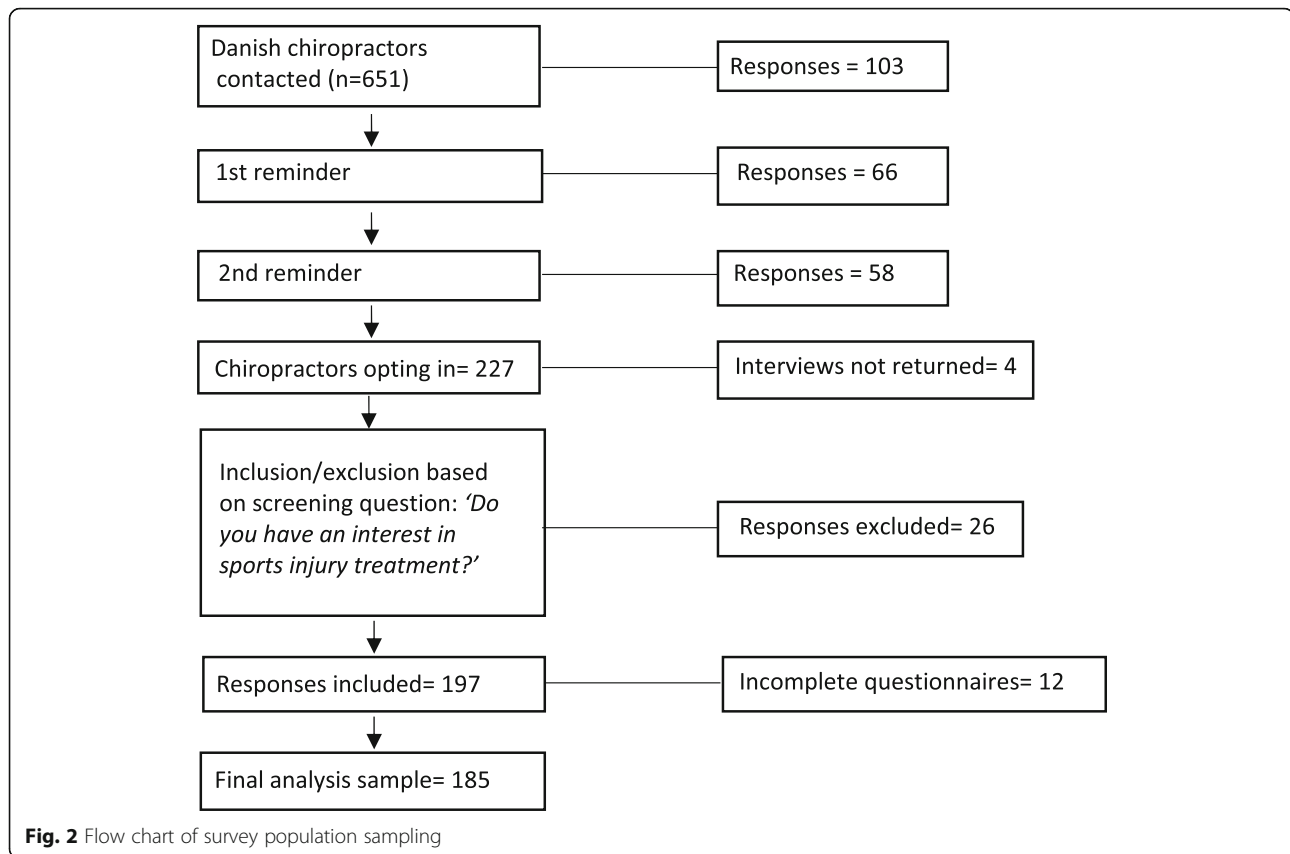 Danish chiropractors
contacted (n=651)
Responses = 103
1st reminder
Responses = 66
2nd reminder
Responses = 58
Chiropractors opting in= 227
Interviews not returned= 4
Inclusion/exclusion based
on screening question: ‘Do
you have an interest in
sports injury treatment?’
Responses excluded= 26
Responses included= 197
Incomplete questionnaires= 12
Final analysis sample= 185
Fig. 2 Flow chart of survey population sampling